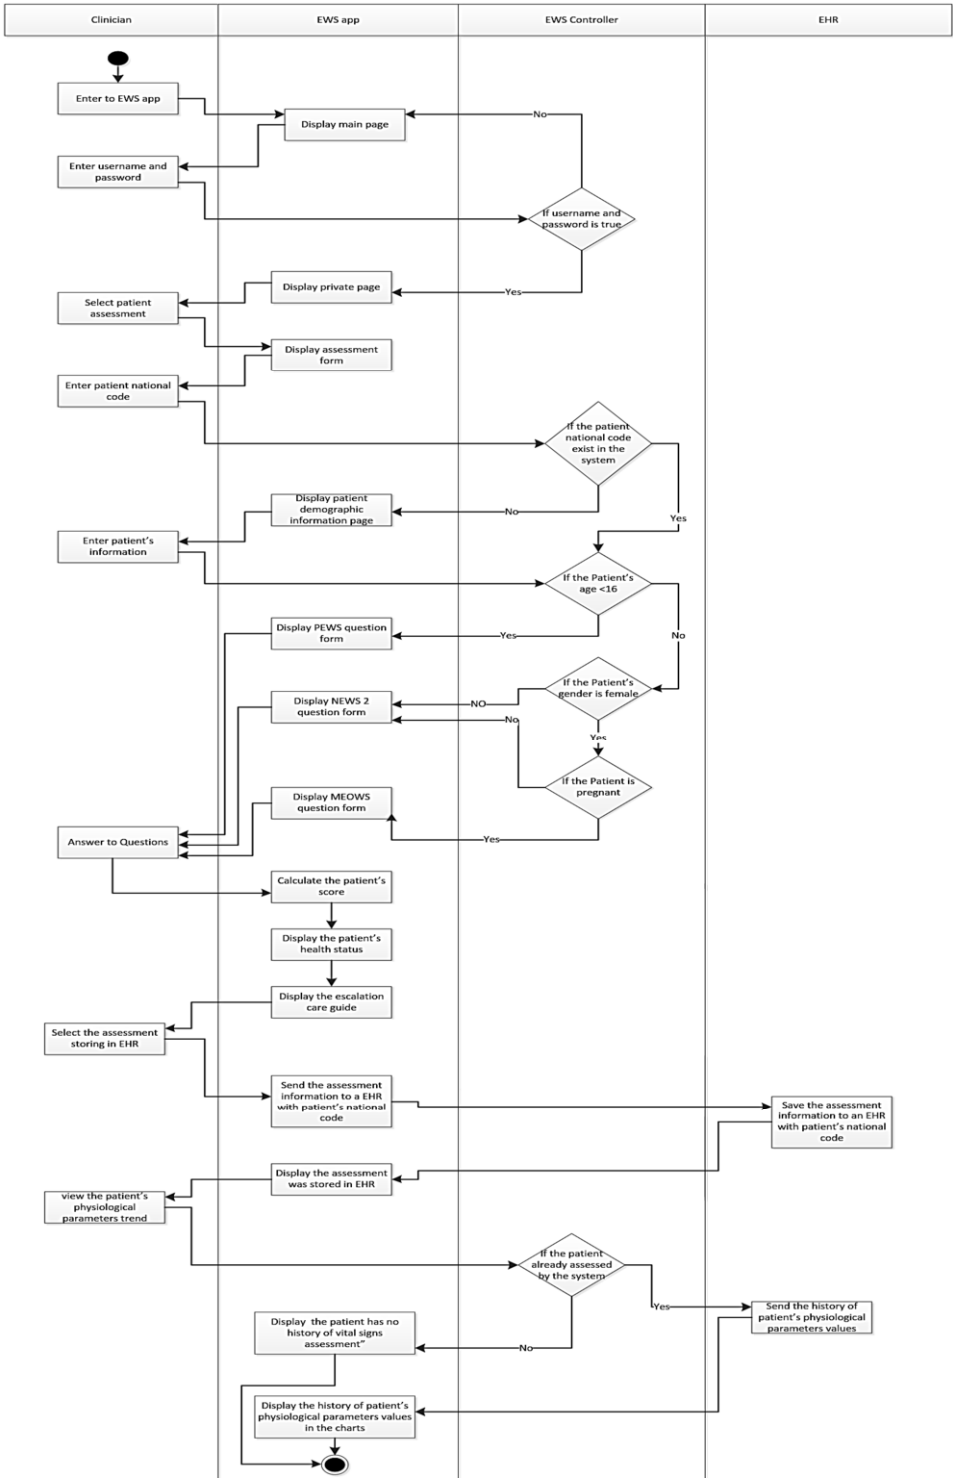 Clinician
EWS app
EWS Controller
EHR
Enter to EWS app
Display main page
No
Enter username and
password
If username and
password is true
Display private page
Yes
Select patient
assessment
Display assessment
form
Enter patient national
code
If the patient
national code
exist in the
system
Display patient
demographic
information page
No
Yes
Enter patient's
information
If the Patient's
age <16
Display PEWS question
form
Yes
No
If the Patient's
gender is female
Display NEWS 2
question form
NO
No
Yes
If the Patient is
pregnant
Display MEOWS
question form
Yes
Answer to Questions
Calculate the patient's
score
Display the patient's
health status
Display the escalation
care guide
Select the assessment
storing in EHR
Send the assessment
information to a EHR
with patient's national
code
Save the assessment
information to an EHR
with patient's national
code
Display the assessment
was stored in EHR
view the patient's
physiological
parameters trend
If the patient
already assessed
by the system
Yes
Send the history of
patient's physiological
parameters values
Display  the patient has no
history of vital signs
assessment"
No
Display the history of patient's
physiological parameters values
in the charts